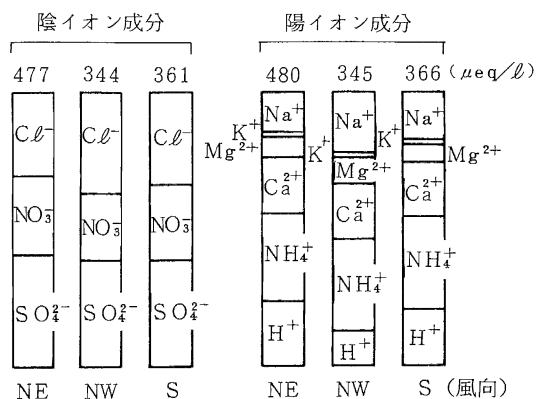 陰イオン成分 陽イオン成分
477 344 361 480 345 366 (μeq/ℓ)
Cℓ⁻ Cℓ⁻ Cℓ⁻ Na⁺ Na⁺ Na⁺
K⁺ K⁺ K⁺
Mg²⁺ Mg²⁺ Mg²⁺
Ca²⁺ Ca²⁺ Ca²⁺
NO₃⁻ NO₃⁻ NO₃⁻
NH₄⁺ NH₄⁺ NH₄⁺
SO₄²⁻ SO₄²⁻ SO₄²⁻
H⁺ H⁺ H⁺
NE NW S NE NW S (風向)